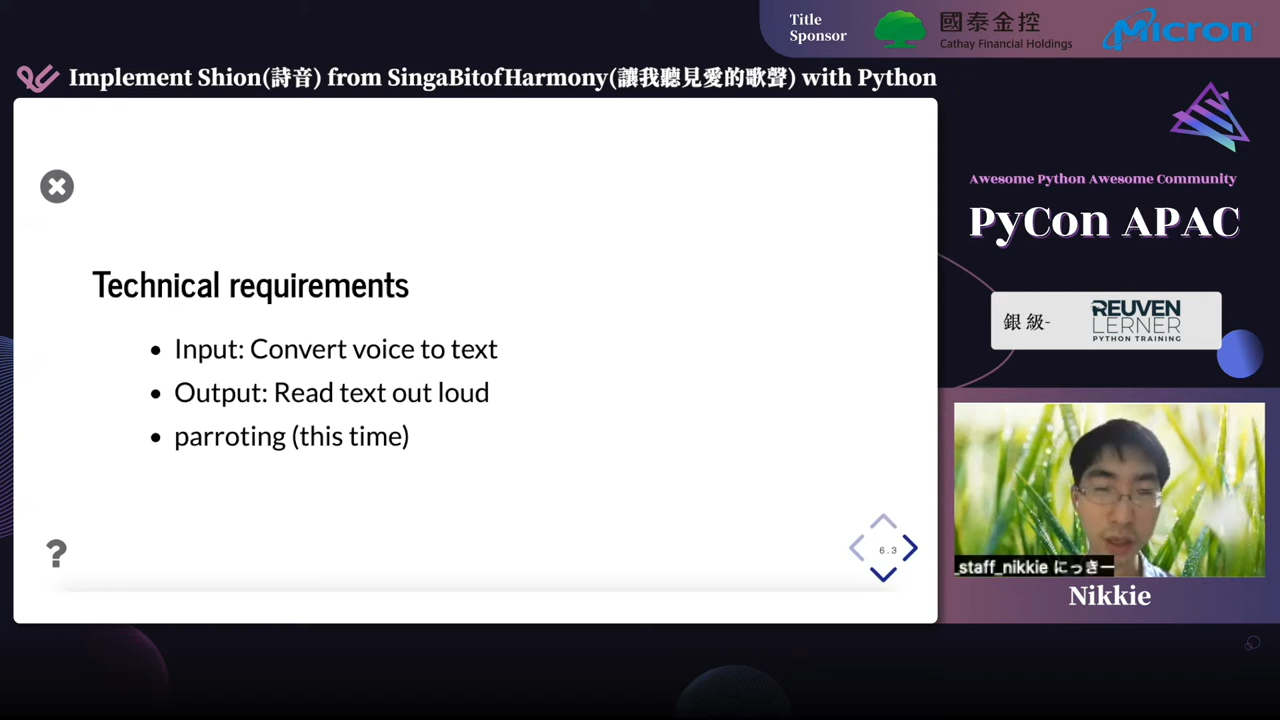 Title
Sponsor
國泰金控
Cathay Financial Holdings
Micron
Implement Shion(詩音) from SingaBitofHarmony(讓我聽見愛的歌聲) with Python
Technical requirements
Input: Convert voice to text
Output: Read text out loud
parroting (this time)
?
6.3
Awesome Python Awesome Community
PyCon APAC
銀級-
REUVEN
LERNER
PYTHON TRAINING
_staff_nikkie にっきー
Nikkie